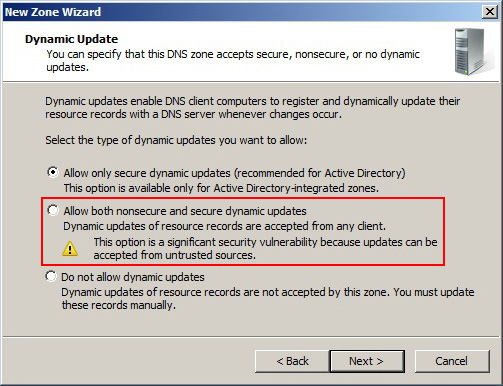 New Zone Wizard
Dynamic Update
You can specify that this DNS zone accepts secure, nonsecure, or no dynamic
updates.
Dynamic updates enable DNS client computers to register and dynamically update their
resource records with a DNS server whenever changes occur.
Select the type of dynamic updates you want to allow:
Allow only secure dynamic updates (recommended for Active Directory)
This option is available only for Active Directory-integrated zones.
Allow both nonsecure and secure dynamic updates
Dynamic updates of resource records are accepted from any client.
This option is a significant security vulnerability because updates can be
accepted from untrusted sources.
Do not allow dynamic updates
Dynamic updates of resource records are not accepted by this zone. You must update
these records manually.
< Back Next > Cancel